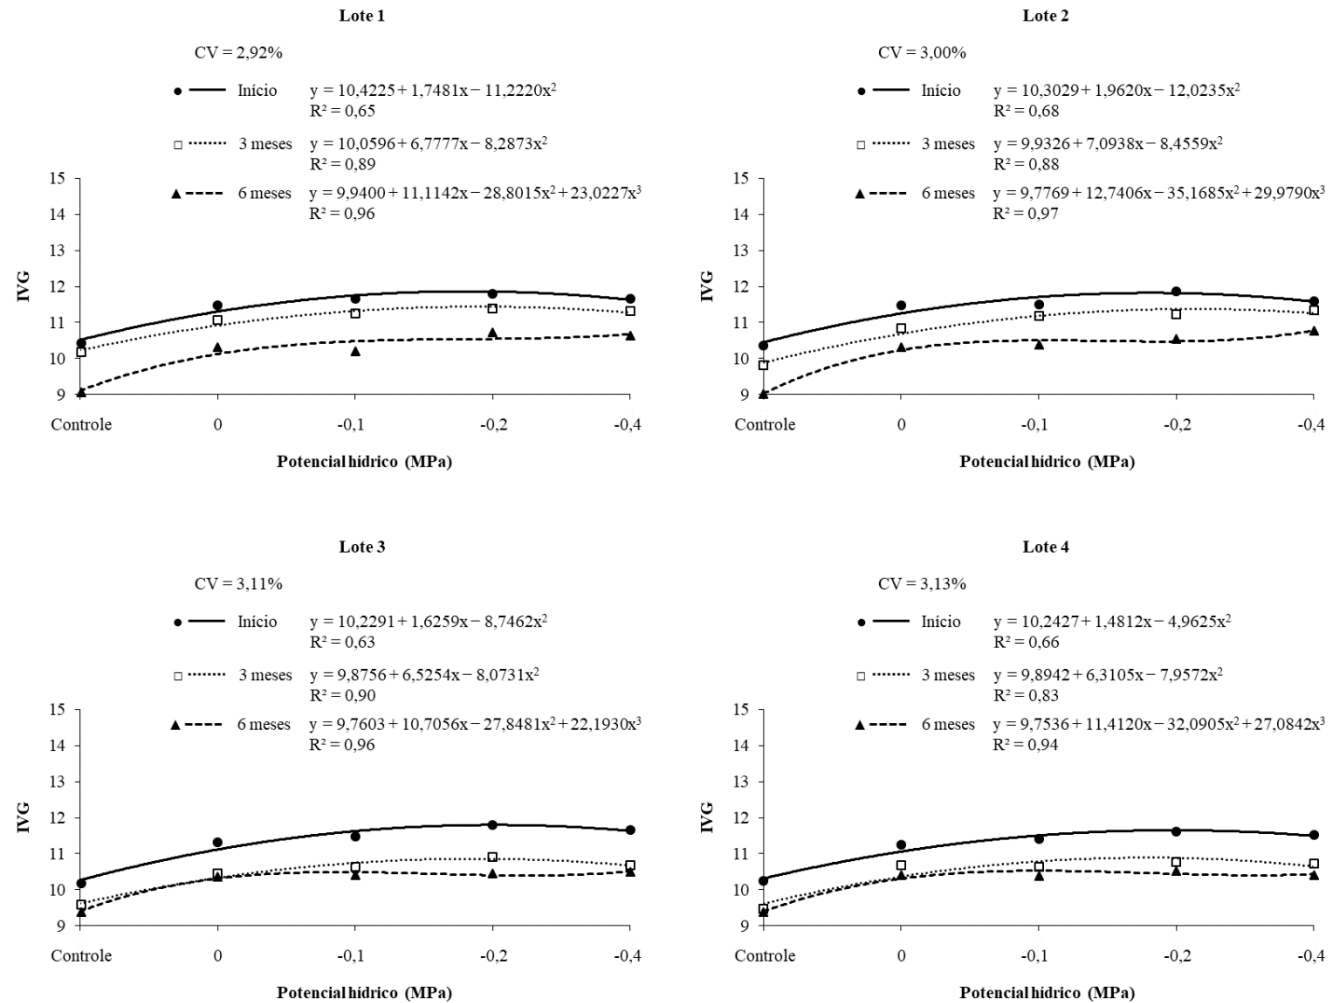 Lote 1
CV = 2,92%
Início y = 10,4225 + 1,7481x − 11,2220x²
R² = 0,65
3 meses y = 10,0596 + 6,7777x − 8,2873x²
R² = 0,89
6 meses y = 9,9400 + 11,1142x − 28,8015x² + 23,0227x³
R² = 0,96
15
14
13
12
11
10
9
IVG
Controle 0 -0,1 -0,2 -0,4
Potencial hídrico (MPa)
Lote 2
CV = 3,00%
Início y = 10,3029 + 1,9620x − 12,0235x²
R² = 0,68
3 meses y = 9,9326 + 7,0938x − 8,4559x²
R² = 0,88
6 meses y = 9,7769 + 12,7406x − 35,1685x² + 29,9790x³
R² = 0,97
15
14
13
12
11
10
9
IVG
Controle 0 -0,1 -0,2 -0,4
Potencial hídrico (MPa)
Lote 3
CV = 3,11%
Início y = 10,2291 + 1,6259x − 8,7462x²
R² = 0,63
3 meses y = 9,8756 + 6,5254x − 8,0731x²
R² = 0,90
6 meses y = 9,7603 + 10,7056x − 27,8481x² + 22,1930x³
R² = 0,96
15
14
13
12
11
10
9
IVG
Controle 0 -0,1 -0,2 -0,4
Potencial hídrico (MPa)
Lote 4
CV = 3,13%
Início y = 10,2427 + 1,4812x − 4,9625x²
R² = 0,66
3 meses y = 9,8942 + 6,3105x − 7,9572x²
R² = 0,83
6 meses y = 9,7536 + 11,4120x − 32,0905x² + 27,0842x³
R² = 0,94
15
14
13
12
11
10
9
IVG
Controle 0 -0,1 -0,2 -0,4
Potencial hídrico (MPa)